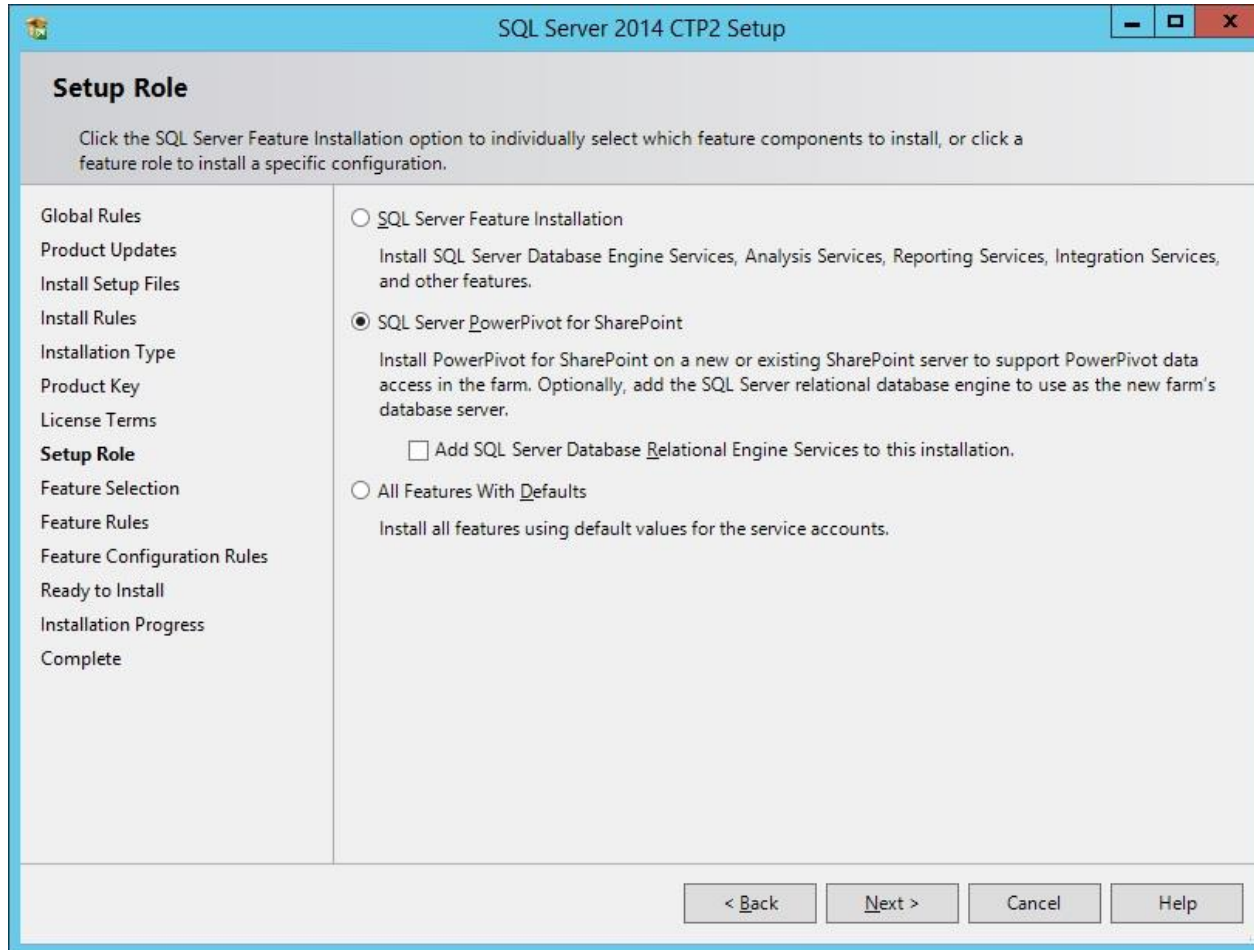 SQL Server 2014 CTP2 Setup
Setup Role
Click the SQL Server Feature Installation option to individually select which feature components to install, or click a
feature role to install a specific configuration.
Global Rules
Product Updates
Install Setup Files
Install Rules
Installation Type
Product Key
License Terms
Setup Role
Feature Selection
Feature Rules
Feature Configuration Rules
Ready to Install
Installation Progress
Complete
SQL Server Feature Installation
Install SQL Server Database Engine Services, Analysis Services, Reporting Services, Integration Services,
and other features.
SQL Server PowerPivot for SharePoint
Install PowerPivot for SharePoint on a new or existing SharePoint server to support PowerPivot data
access in the farm. Optionally, add the SQL Server relational database engine to use as the new farm's
database server.
Add SQL Server Database Relational Engine Services to this installation.
All Features With Defaults
Install all features using default values for the service accounts.
< Back
Next >
Cancel
Help